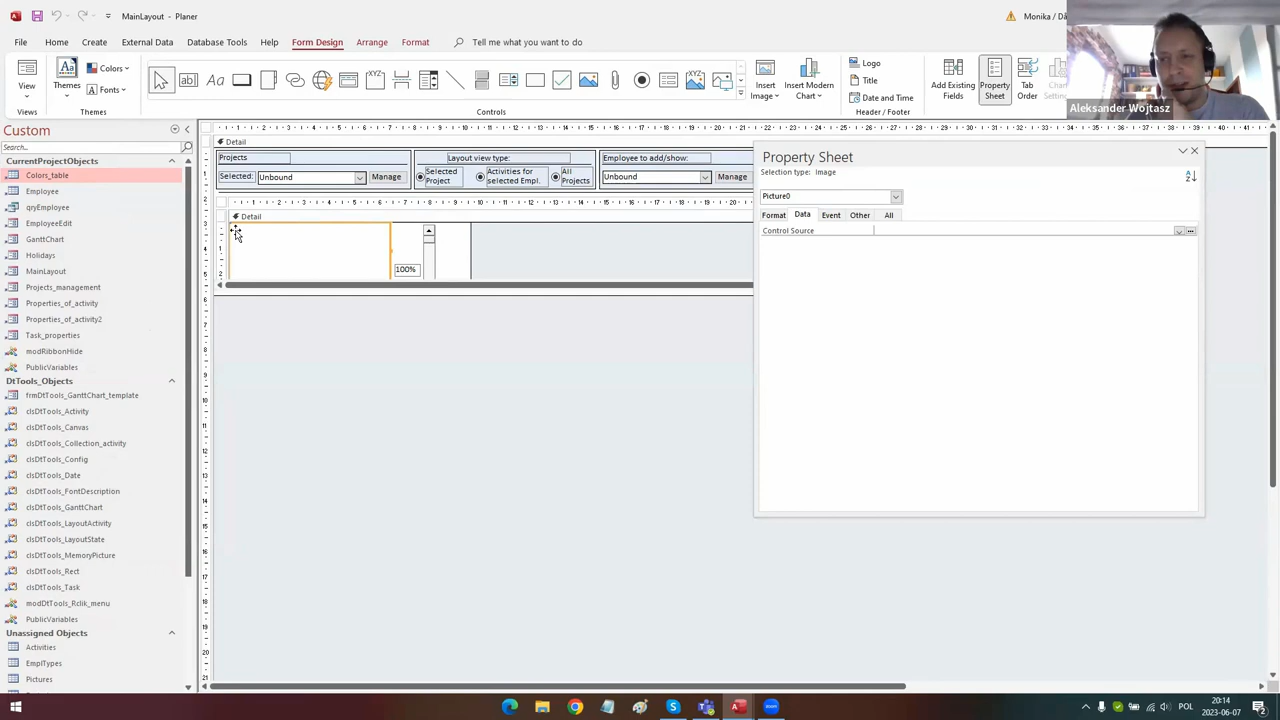 MainLayout - Planer
Monika / Då
File Home Create External Data Database Tools Help Form Design Arrange Format Tell me what you want to do
View
Views
Themes
Colors
Fonts
Themes
Controls
Insert Image
Insert Modern Chart
Logo
Title
Date and Time
Header / Footer
Add Existing Fields
Property Sheet
Tab Order
Aleksander Wojtasz
Custom
Search...
CurrentProjectObjects
Colors_table
Employee
qryEmployee
EmployeeEdit
GanttChart
Holidays
MainLayout
Projects_management
Properties_of_activity
Properties_of_activity2
Task_properties
modRibbonHide
PublicVariables
DtTools_Objects
frmDtTools_GanttChart_template
clsDtTools_Activity
clsDtTools_Canvas
clsDtTools_Collection_activity
clsDtTools_Config
clsDtTools_Date
clsDtTools_FontDescription
clsDtTools_GanttChart
clsDtTools_LayoutActivity
clsDtTools_LayoutState
clsDtTools_MemoryPicture
clsDtTools_Rect
clsDtTools_Task
modDtTools_Rclik_menu
PublicVariables
Unassigned Objects
Activities
EmplTypes
Pictures
Detail
Projects
Selected: Unbound Manage
Layout view type:
Selected Project
Activities for selected Empl.
All Projects
Employee to add/show:
Unbound Manage
Detail
100%
Property Sheet
Selection type: Image
Picture0
Format Data Event Other All
Control Source
POL
20:14
2023-06-07